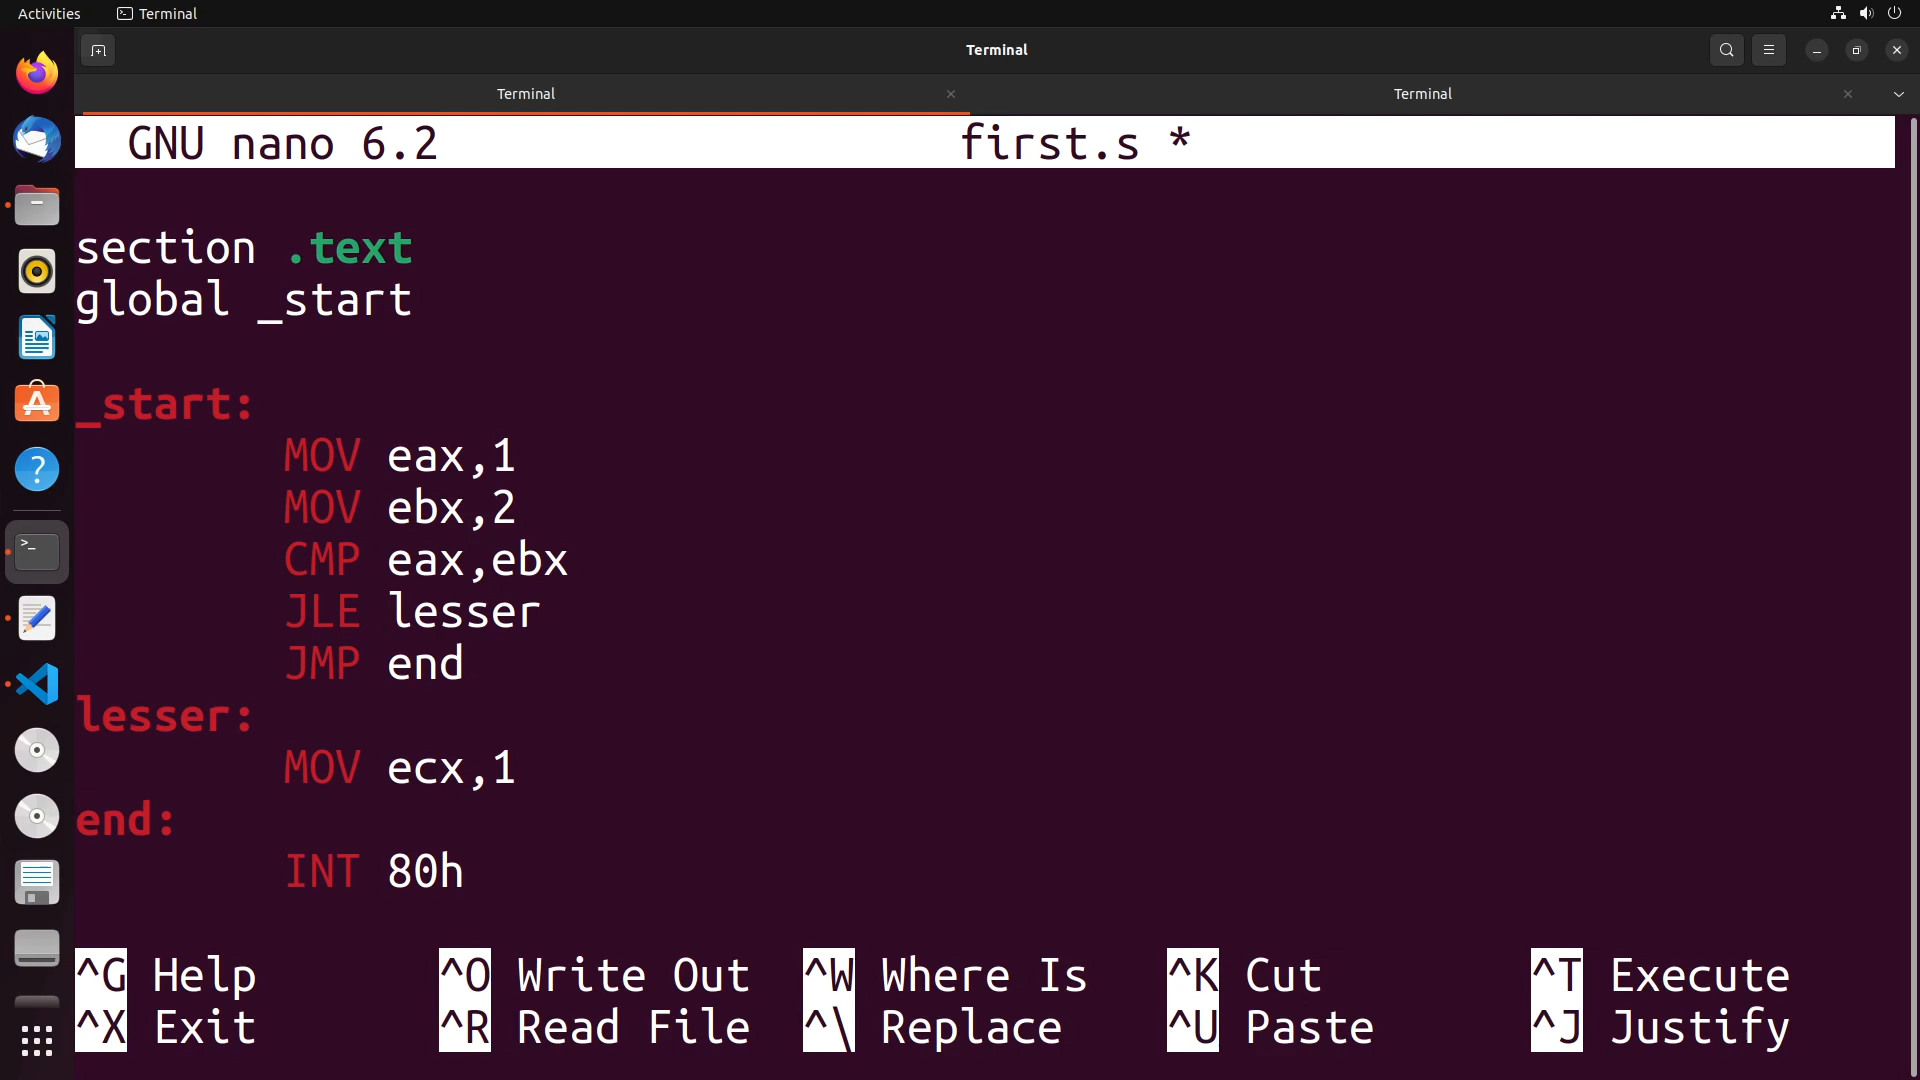 Activities Terminal
Terminal
Terminal Terminal
GNU nano 6.2 first.s *
section .text
global _start
_start:
MOV eax,1
MOV ebx,2
CMP eax,ebx
JLE lesser
JMP end
lesser:
MOV ecx,1
end:
INT 80h
^G Help ^O Write Out ^W Where Is ^K Cut ^T Execute
^X Exit ^R Read File ^\ Replace ^U Paste ^J Justify